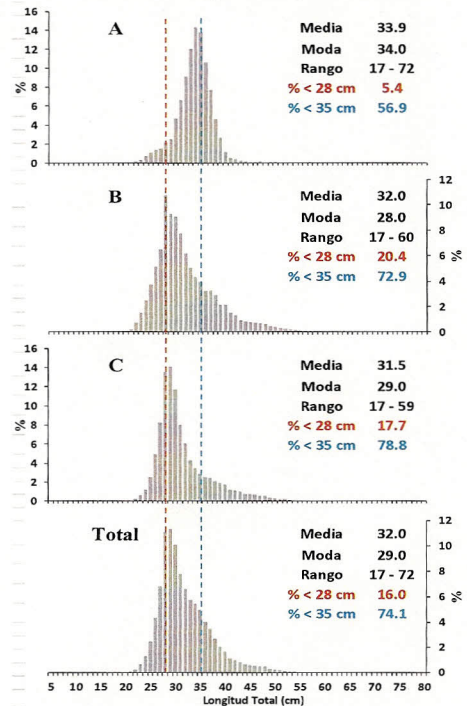 16
14
12
10
8
6
4
2
0
%
A
Media 33.9
Moda 34.0
Rango 17 - 72
% < 28 cm 5.4
% < 35 cm 56.9
12
10
8
6
4
2
0
%
B
Media 32.0
Moda 28.0
Rango 17 - 60
% < 28 cm 20.4
% < 35 cm 72.9
16
14
12
10
8
6
4
2
0
%
C
Media 31.5
Moda 29.0
Rango 17 - 59
% < 28 cm 17.7
% < 35 cm 78.8
12
10
8
6
4
2
0
%
Total
Media 32.0
Moda 29.0
Rango 17 - 72
% < 28 cm 16.0
% < 35 cm 74.1
5 10 15 20 25 30 35 40 45 50 55 60 65 70 75 80
Longitud Total (cm)